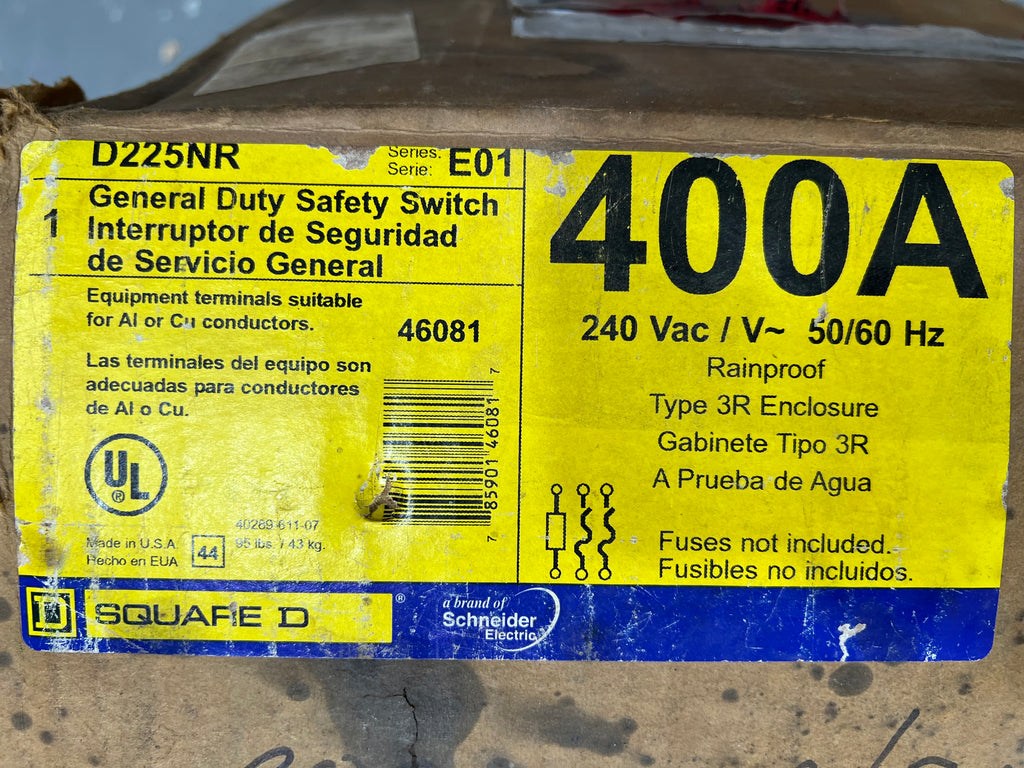 D225NR
Series. E01
Serie:
1
General Duty Safety Switch
Interruptor de Seguridad
de Servicio General
Equipment terminals suitable
for Al or Cu conductors.
46081
Las terminales del equipo son
adecuadas para conductores
de Al o Cu.
7 85901 46081 7
UL
®
40269-611-07
95 lbs. / 43 kg.
Made in U.S.A.
Hecho en EUA
44
400A
240 Vac / V~ 50/60 Hz
Rainproof
Type 3R Enclosure
Gabinete Tipo 3R
A Prueba de Agua
Fuses not included.
Fusibles no incluidos.
D SQUARE D ®
a brand of
Schneider
Electric